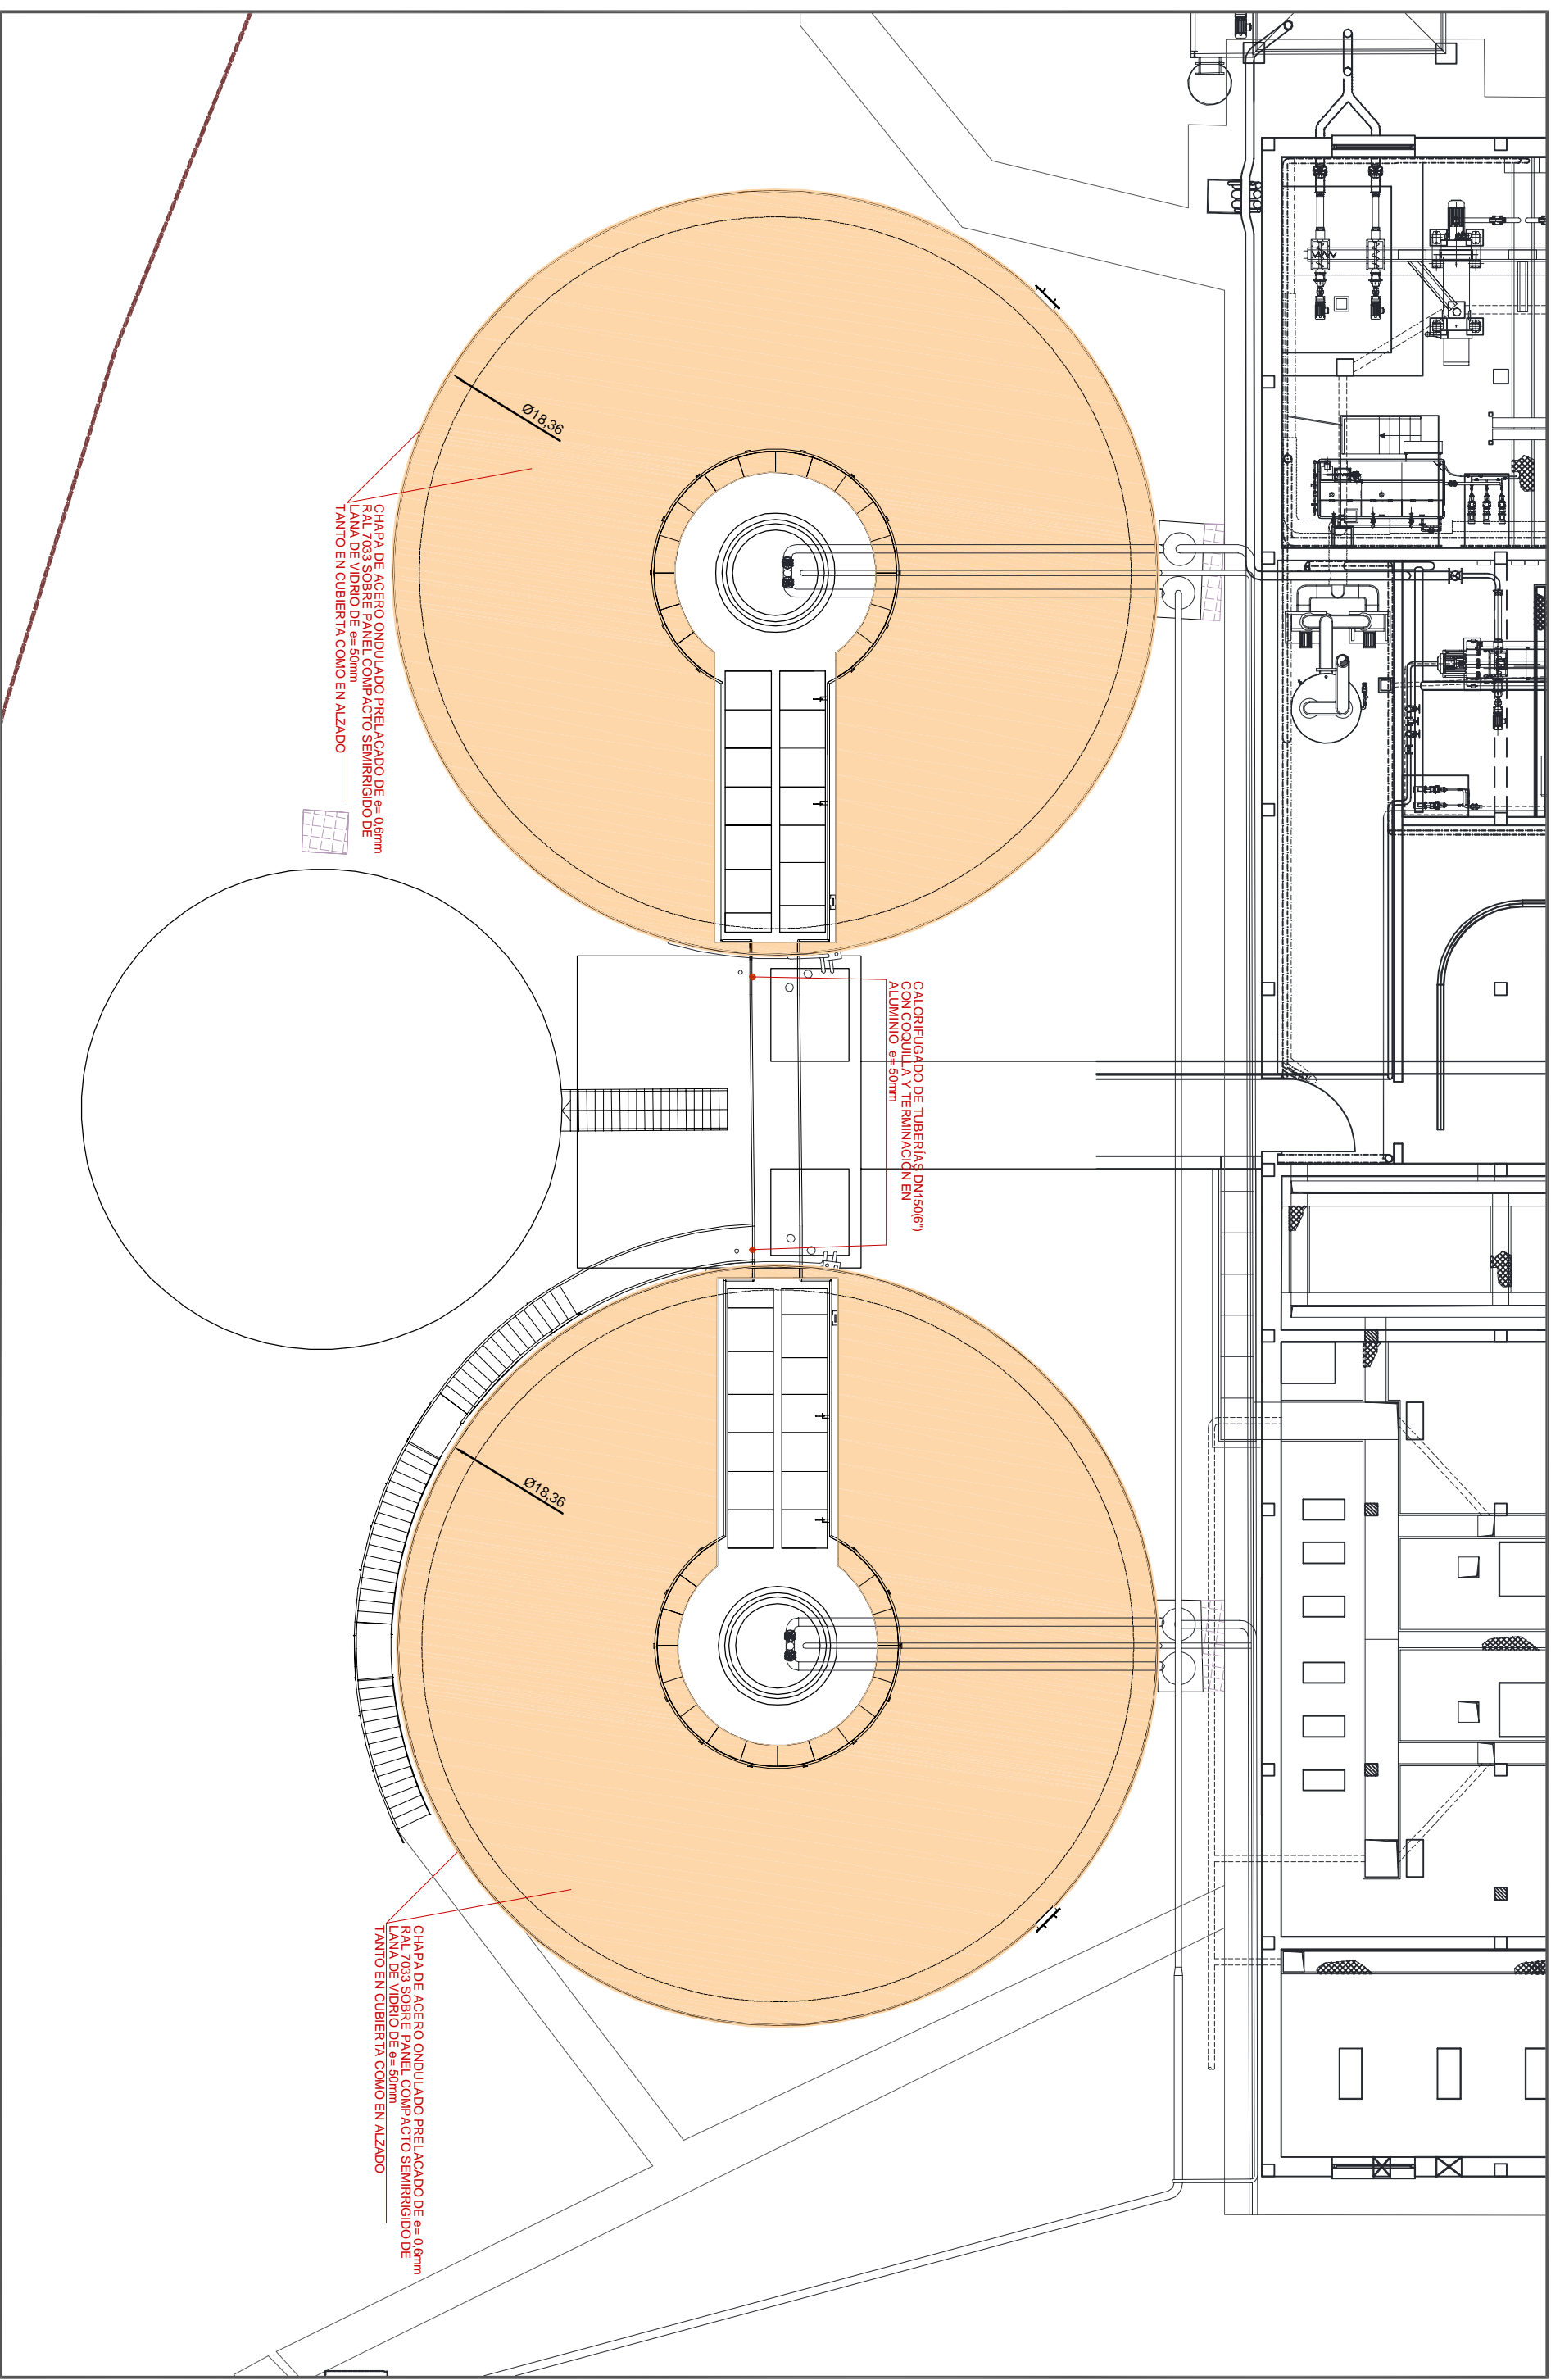 Ø18,36
CHAPA DE ACERO ONDULADO PRELACADO DE e= 0,6mm
RAL 7033 SOBRE PANEL COMPACTO SEMIRRIGIDO DE
LANA DE VIDRIO DE e= 50mm
TANTO EN CUBIERTA COMO EN ALZADO
CALORIFUGADO DE TUBERÍAS DN150(6")
CON COQUILLA Y TERMINACIÓN EN
ALUMINIO e= 50mm
Ø18,36
CHAPA DE ACERO ONDULADO PRELACADO DE e= 0,6mm
RAL 7033 SOBRE PANEL COMPACTO SEMIRRIGIDO DE
LANA DE VIDRIO DE e= 50mm
TANTO EN CUBIERTA COMO EN ALZADO